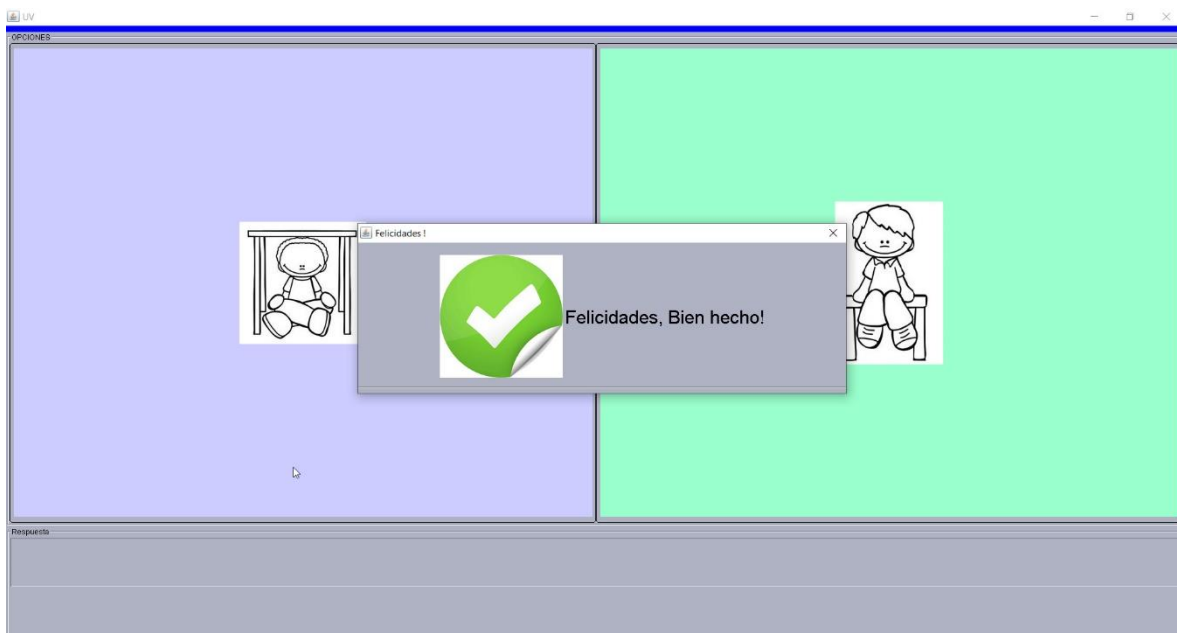 UV
OPCIONES
Felicidades !
Felicidades, Bien hecho!
Respuesta